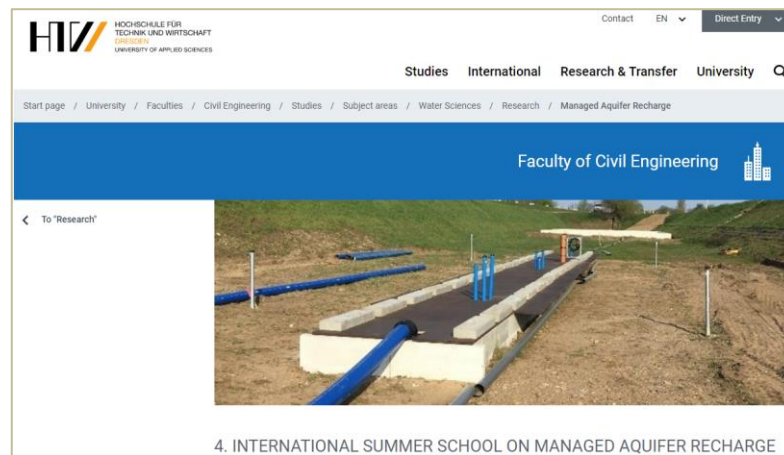 HTW
HOCHSCHULE FÜR
TECHNIK UND WIRTSCHAFT
DRESDEN
UNIVERSITY OF APPLIED SCIENCES
Contact EN Direct Entry
Studies International Research & Transfer University
Start page / University / Faculties / Civil Engineering / Studies / Subject areas / Water Sciences / Research / Managed Aquifer Recharge
Faculty of Civil Engineering
To "Research"
4. INTERNATIONAL SUMMER SCHOOL ON MANAGED AQUIFER RECHARGE